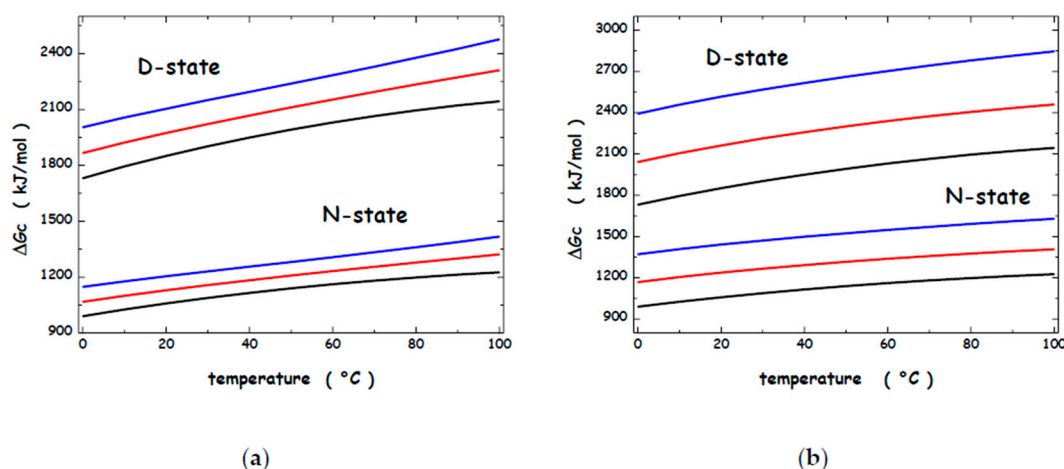 2400
2100
1800
1500
1200
900
ΔGc ( kJ/mol )
D-state
N-state
0 20 40 60 80 100
temperature ( °C )
(a)
3000
2700
2400
2100
1800
1500
1200
900
ΔGc ( kJ/mol )
D-state
N-state
0 20 40 60 80 100
temperature ( °C )
(b)